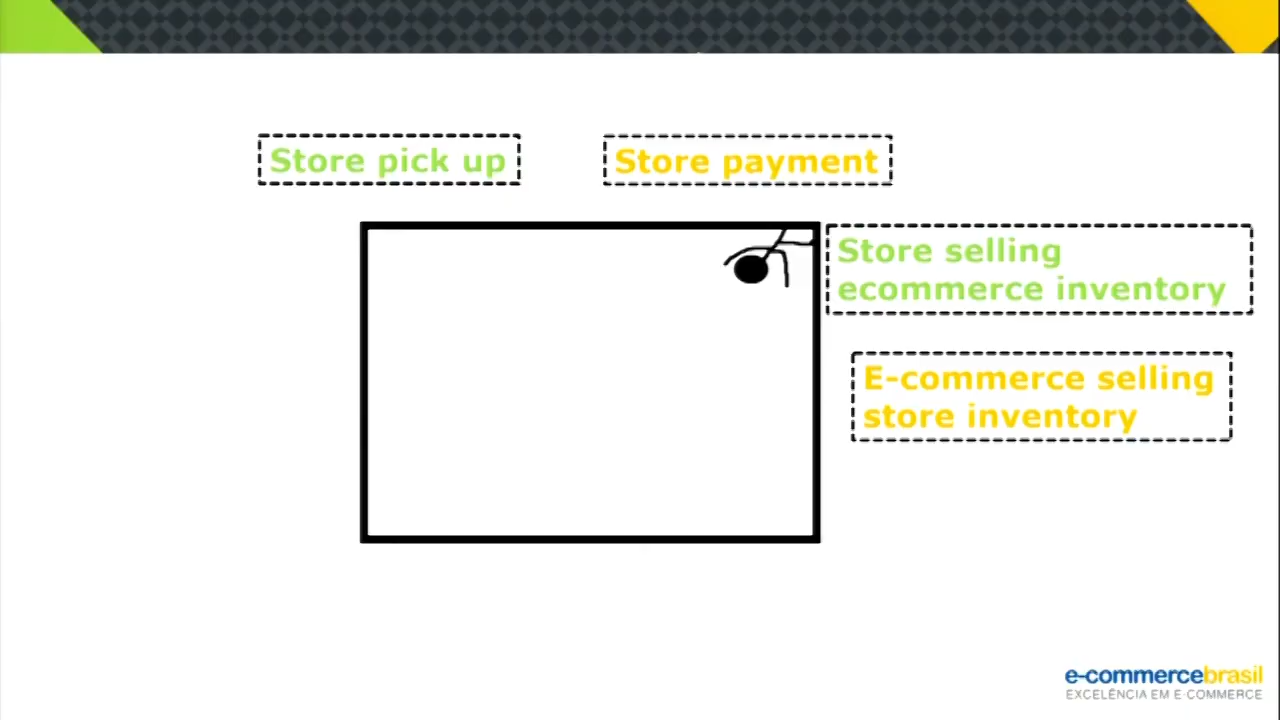 Store pick up
Store payment
Store selling
ecommerce inventory
E-commerce selling
store inventory
e-commercebrasil
EXCELÊNCIA EM E-COMMERCE